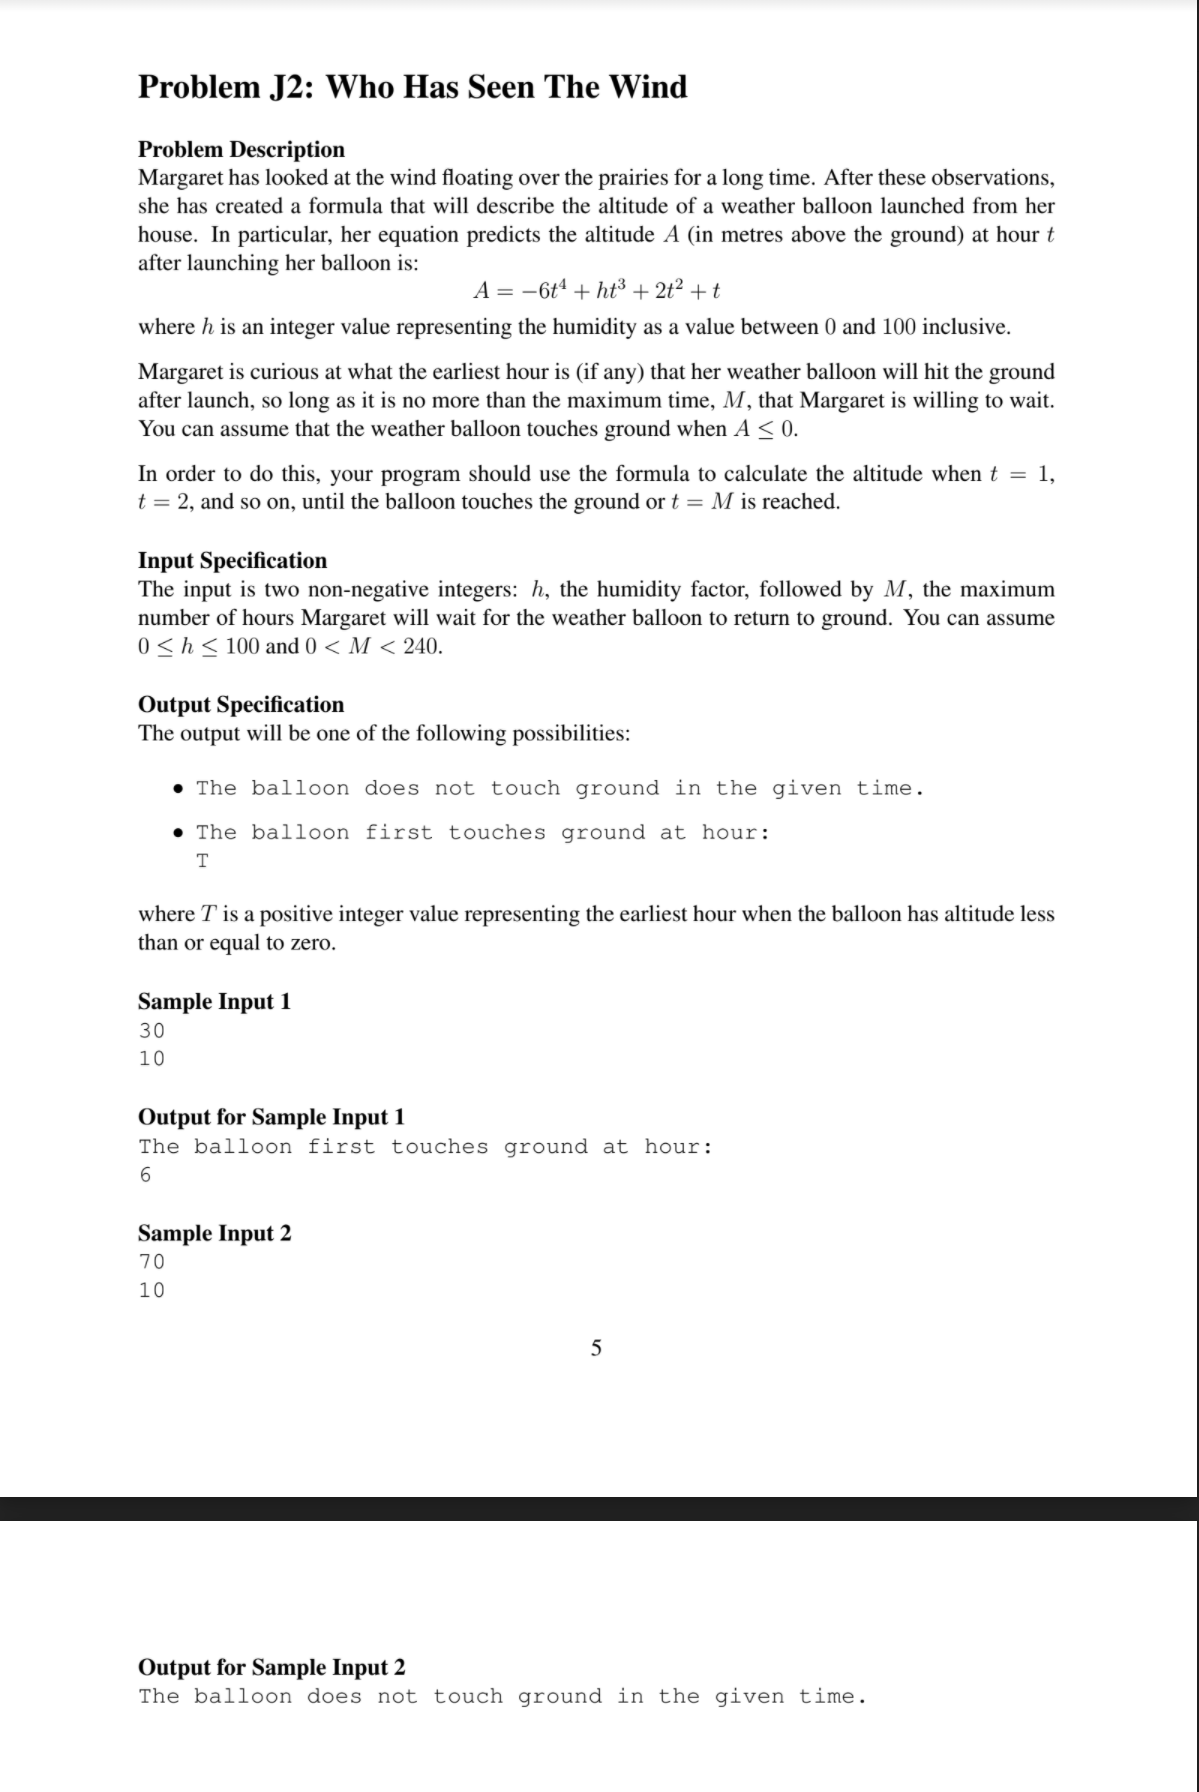 Problem J2: Who Has Seen The Wind
Problem Description
Margaret has looked at the wind floating over the prairies for a long time. After these observations,
she has created a formula that will describe the altitude of a weather balloon launched from her
house. In particular, her equation predicts the altitude A (in metres above the ground) at hour t
after launching her balloon is:
A = −6t⁴ + ht³ + 2t² + t
where h is an integer value representing the humidity as a value between 0 and 100 inclusive.
Margaret is curious at what the earliest hour is (if any) that her weather balloon will hit the ground
after launch, so long as it is no more than the maximum time, M, that Margaret is willing to wait.
You can assume that the weather balloon touches ground when A ≤ 0.
In order to do this, your program should use the formula to calculate the altitude when t = 1,
t = 2, and so on, until the balloon touches the ground or t = M is reached.
Input Specification
The input is two non-negative integers: h, the humidity factor, followed by M, the maximum
number of hours Margaret will wait for the weather balloon to return to ground. You can assume
0 ≤ h ≤ 100 and 0 < M < 240.
Output Specification
The output will be one of the following possibilities:
• The balloon does not touch ground in the given time.
• The balloon first touches ground at hour:
T
where T is a positive integer value representing the earliest hour when the balloon has altitude less
than or equal to zero.
Sample Input 1
30
10
Output for Sample Input 1
The balloon first touches ground at hour:
6
Sample Input 2
70
10
5
Output for Sample Input 2
The balloon does not touch ground in the given time.